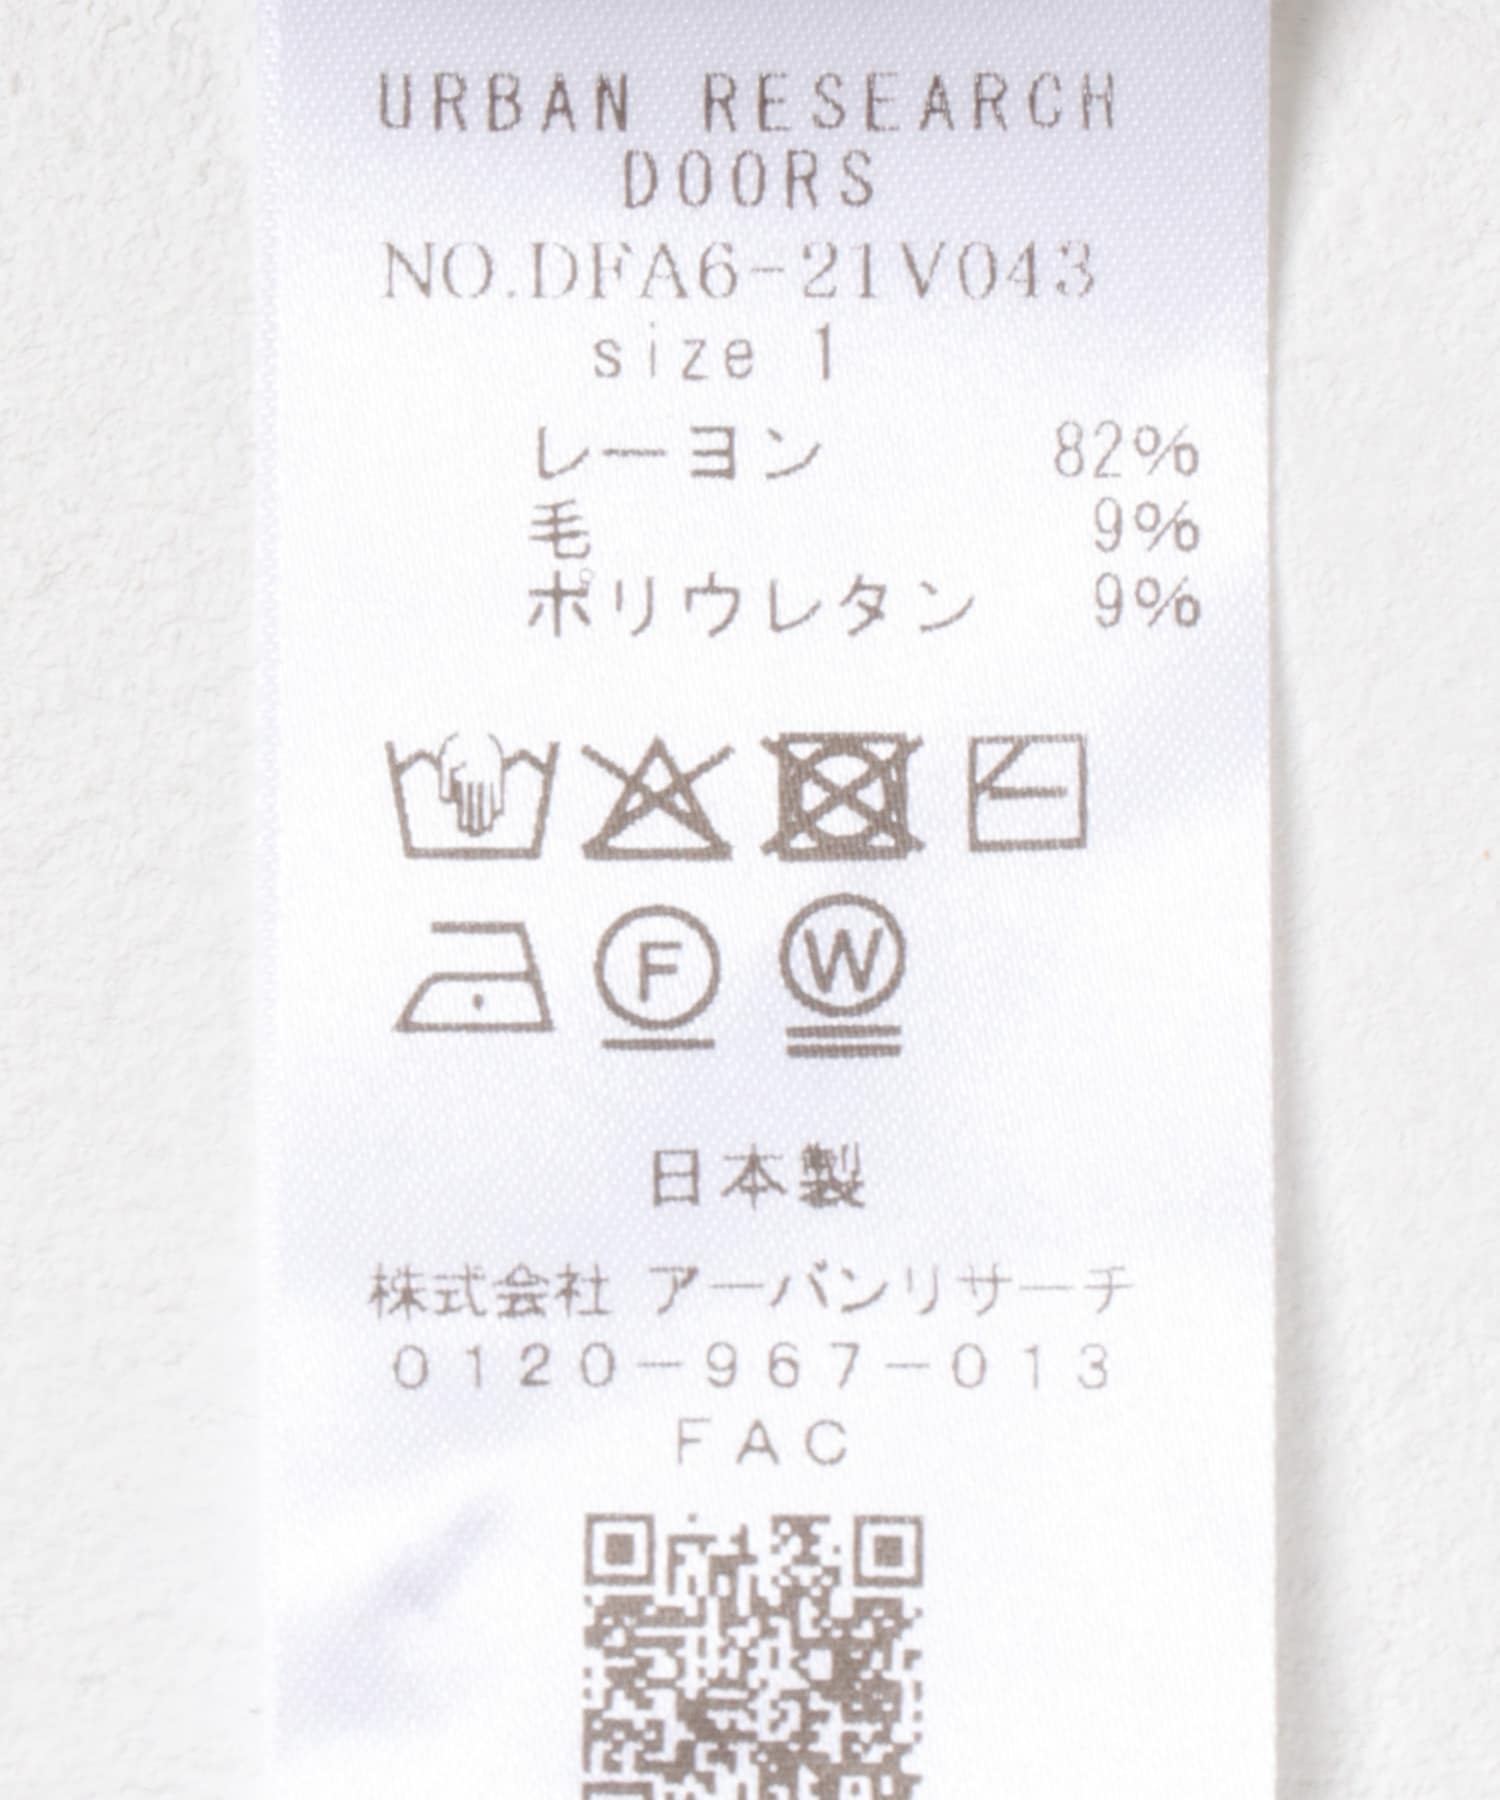 URBAN RESEARCH
DOORS
NO.DFA6-21V043
size 1
レーヨン 82%
毛 9%
ポリウレタン 9%
F W
日本製
株式会社 アーバンリサーチ
0120-967-013
FAC